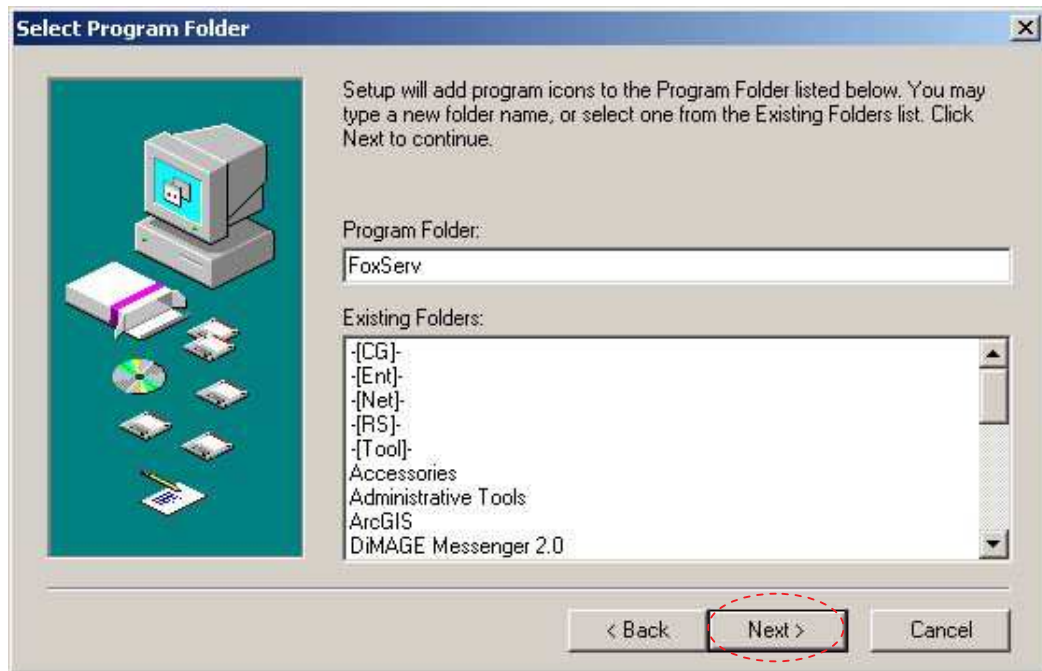 Select Program Folder
Setup will add program icons to the Program Folder listed below. You may
type a new folder name, or select one from the Existing Folders list. Click
Next to continue.
Program Folder:
FoxServ
Existing Folders:
-[CG]-
-[Ent]-
-[Net]-
-[RS]-
-[Tool]-
Accessories
Administrative Tools
ArcGIS
DiMAGE Messenger 2.0
< Back Next > Cancel